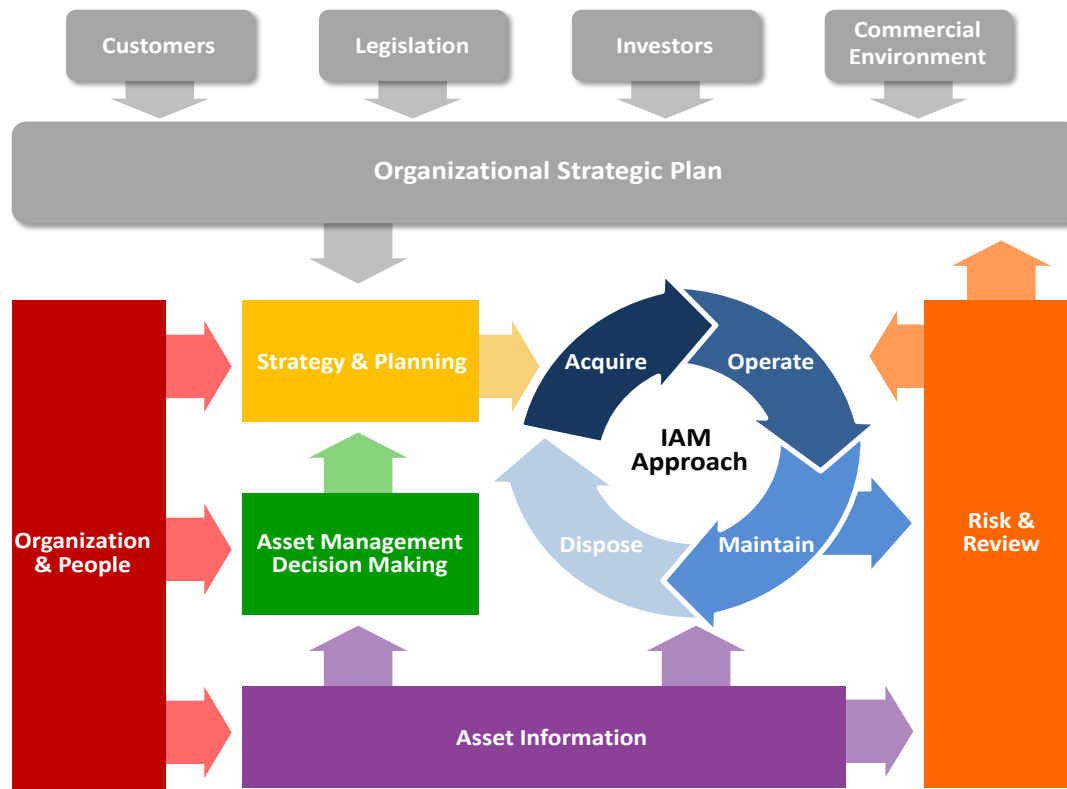 Customers
Legislation
Investors
Commercial
Environment
Organizational Strategic Plan
Strategy & Planning
Acquire
Operate
IAM
Approach
Organization
& People
Asset Management
Decision Making
Dispose
Maintain
Risk &
Review
Asset Information